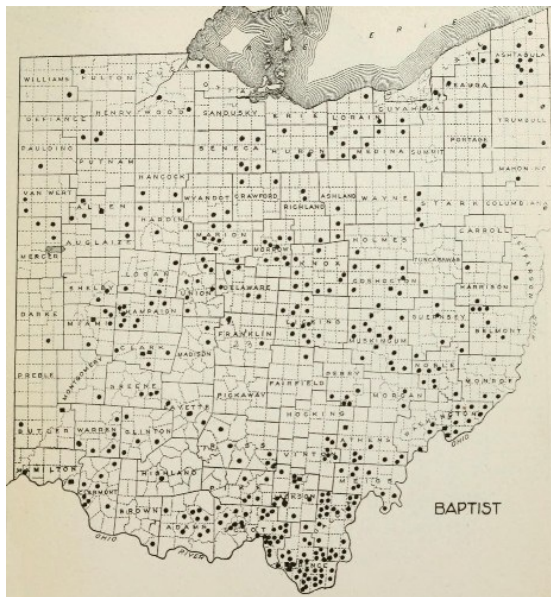 E R I E
WILLIAMS FULTON
OTTAWA
LAKE
ASHTABULA
GEAUGA
CUYAHOGA
DEFIANCE HENRY WOOD SANDUSKY ERIE LORAIN TRUMBULL
PAULDING PUTNAM SENECA HURON MEDINA SUMMIT PORTAGE
MAHONING
HANCOCK
VAN WERT ALLEN WYANDOT CRAWFORD RICHLAND ASHLAND WAYNE STARK COLUMBIANA
HARDIN
MERCER AUGLAIZE MARION MORROW HOLMES CARROLL
TUSCARAWAS JEFFERSON
LOGAN KNOX
SHELBY UNION DELAWARE COSHOCTON HARRISON
DARKE MIAMI CHAMPAIGN LICKING GUERNSEY BELMONT
FRANKLIN MUSKINGUM
CLARK MADISON
PREBLE MONTGOMERY PERRY NOBLE MONROE
GREENE FAIRFIELD
FAYETTE PICKAWAY MORGAN
HOCKING WASHINGTON
BUTLER WARREN CLINTON ROSS ATHENS OHIO
VINTON
HAMILTON HIGHLAND PIKE MEIGS
CLERMONT JACKSON
BROWN ADAMS SCIOTO
BAPTIST
OHIO
RIVER
LAWRENCE